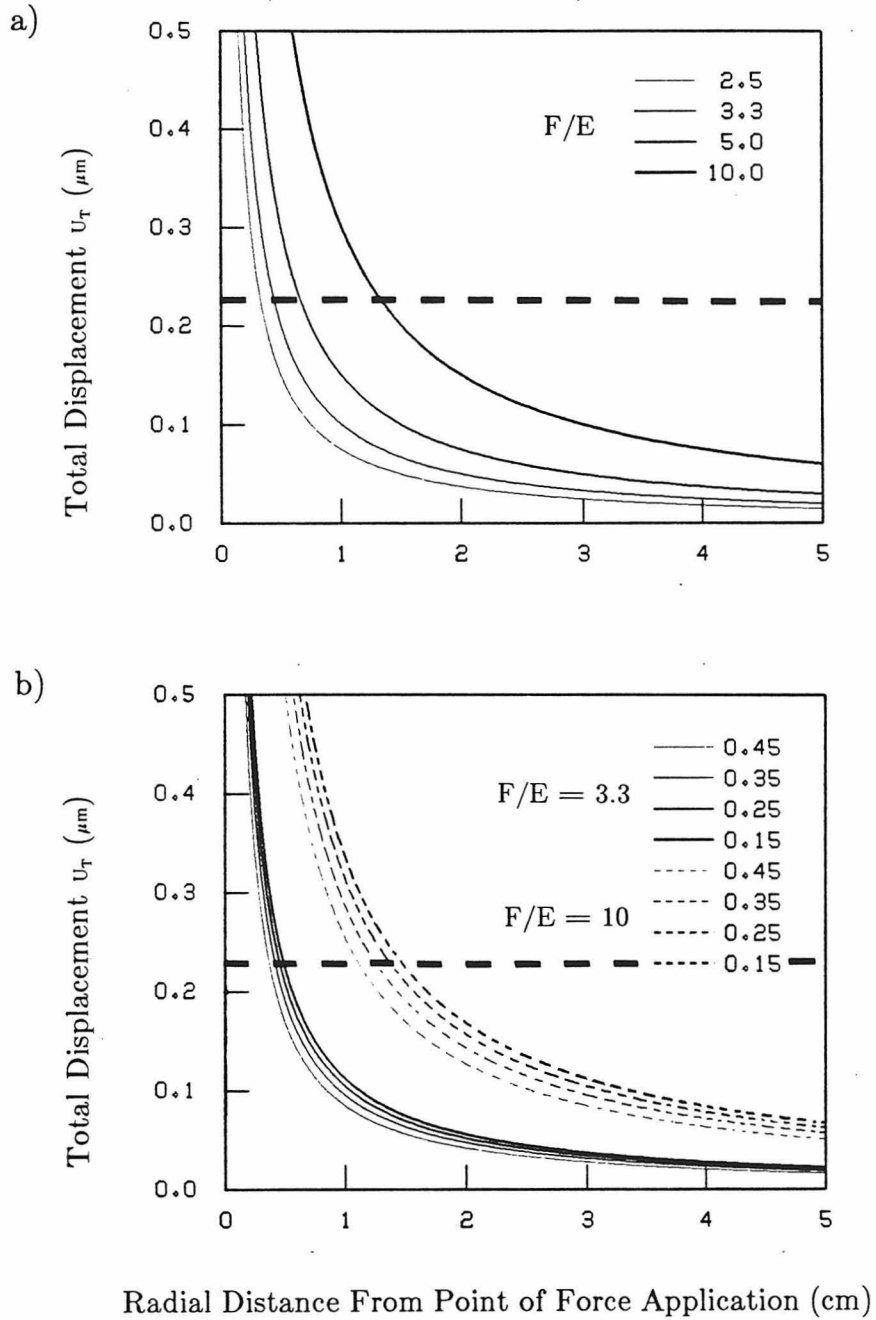 a)
Total Displacement u_T (μm)
0.5
0.4
0.3
0.2
0.1
0.0
0 1 2 3 4 5
F/E
2.5
3.3
5.0
10.0
b)
Total Displacement u_T (μm)
0.5
0.4
0.3
0.2
0.1
0.0
0 1 2 3 4 5
F/E = 3.3
0.45
0.35
0.25
0.15
F/E = 10
0.45
0.35
0.25
0.15
Radial Distance From Point of Force Application (cm)